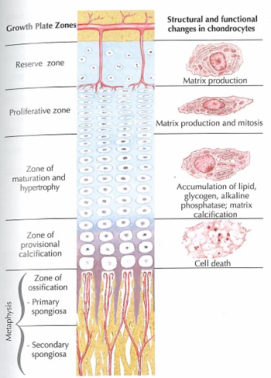 Growth Plate Zones
Structural and functional
changes in chondrocytes
Reserve zone
Matrix production
Proliferative zone
Matrix production and mitosis
Zone of
maturation and
hypertrophy
Accumulation of lipid,
glycogen, alkaline
phosphatase; matrix
calcification
Zone of
provisional
calcification
Cell death
Metaphysis
Zone of
ossification
- Primary
spongiosa
- Secondary
spongiosa